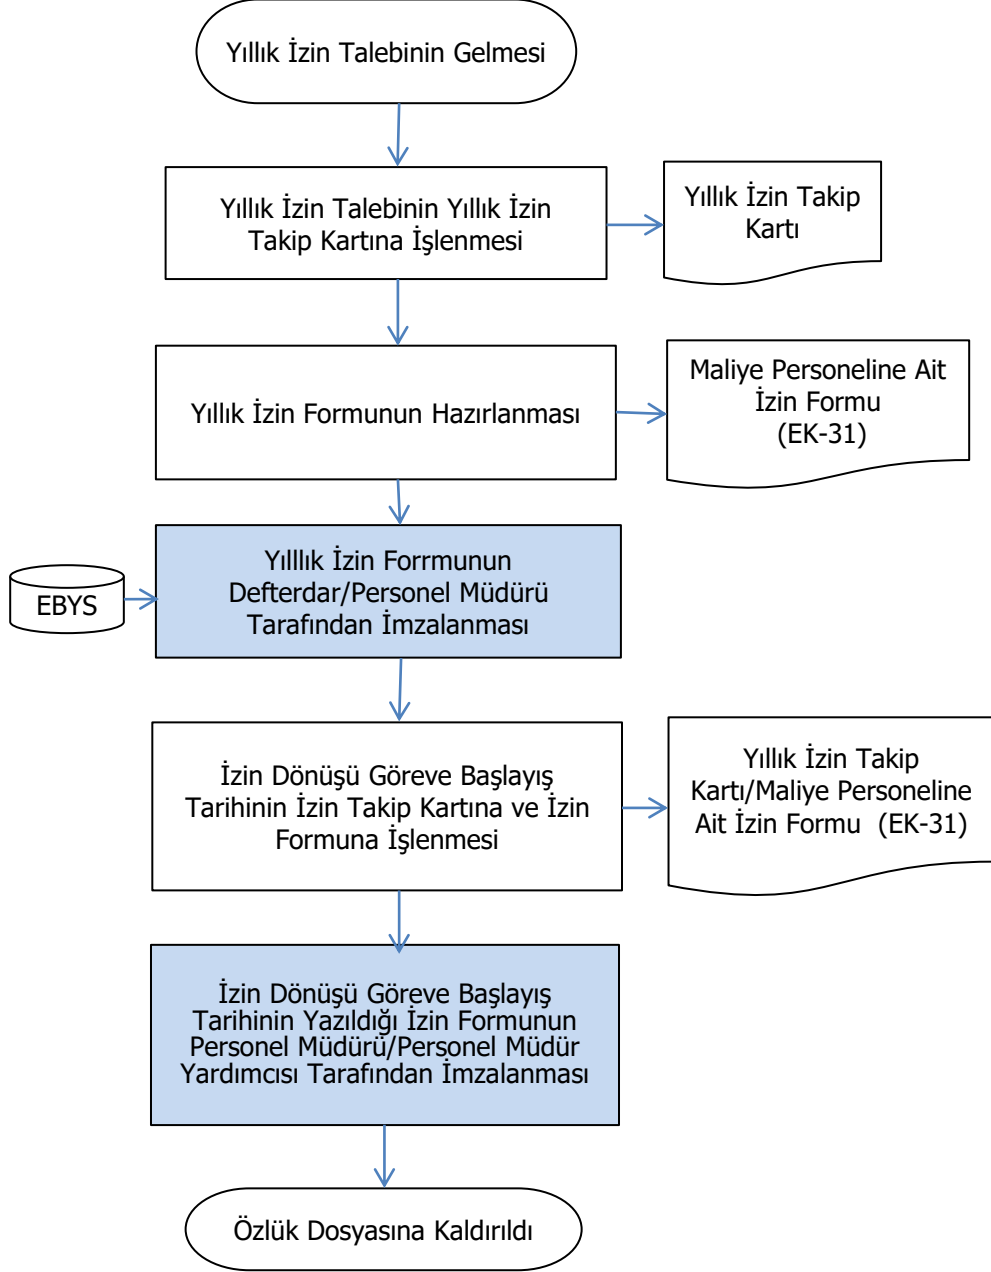 Yıllık İzin Talebinin Gelmesi
Yıllık İzin Talebinin Yıllık İzin
Takip Kartına İşlenmesi
Yıllık İzin Takip
Kartı
Yıllık İzin Formunun Hazırlanması
Maliye Personeline Ait
İzin Formu
(EK-31)
EBYS
Yılllık İzin Forrmunun
Defterdar/Personel Müdürü
Tarafından İmzalanması
İzin Dönüşü Göreve Başlayış
Tarihinin İzin Takip Kartına ve İzin
Formuna İşlenmesi
Yıllık İzin Takip
Kartı/Maliye Personeline
Ait İzin Formu  (EK-31)
İzin Dönüşü Göreve Başlayış
Tarihinin Yazıldığı İzin Formunun
Personel Müdürü/Personel Müdür
Yardımcısı Tarafından İmzalanması
Özlük Dosyasına Kaldırıldı